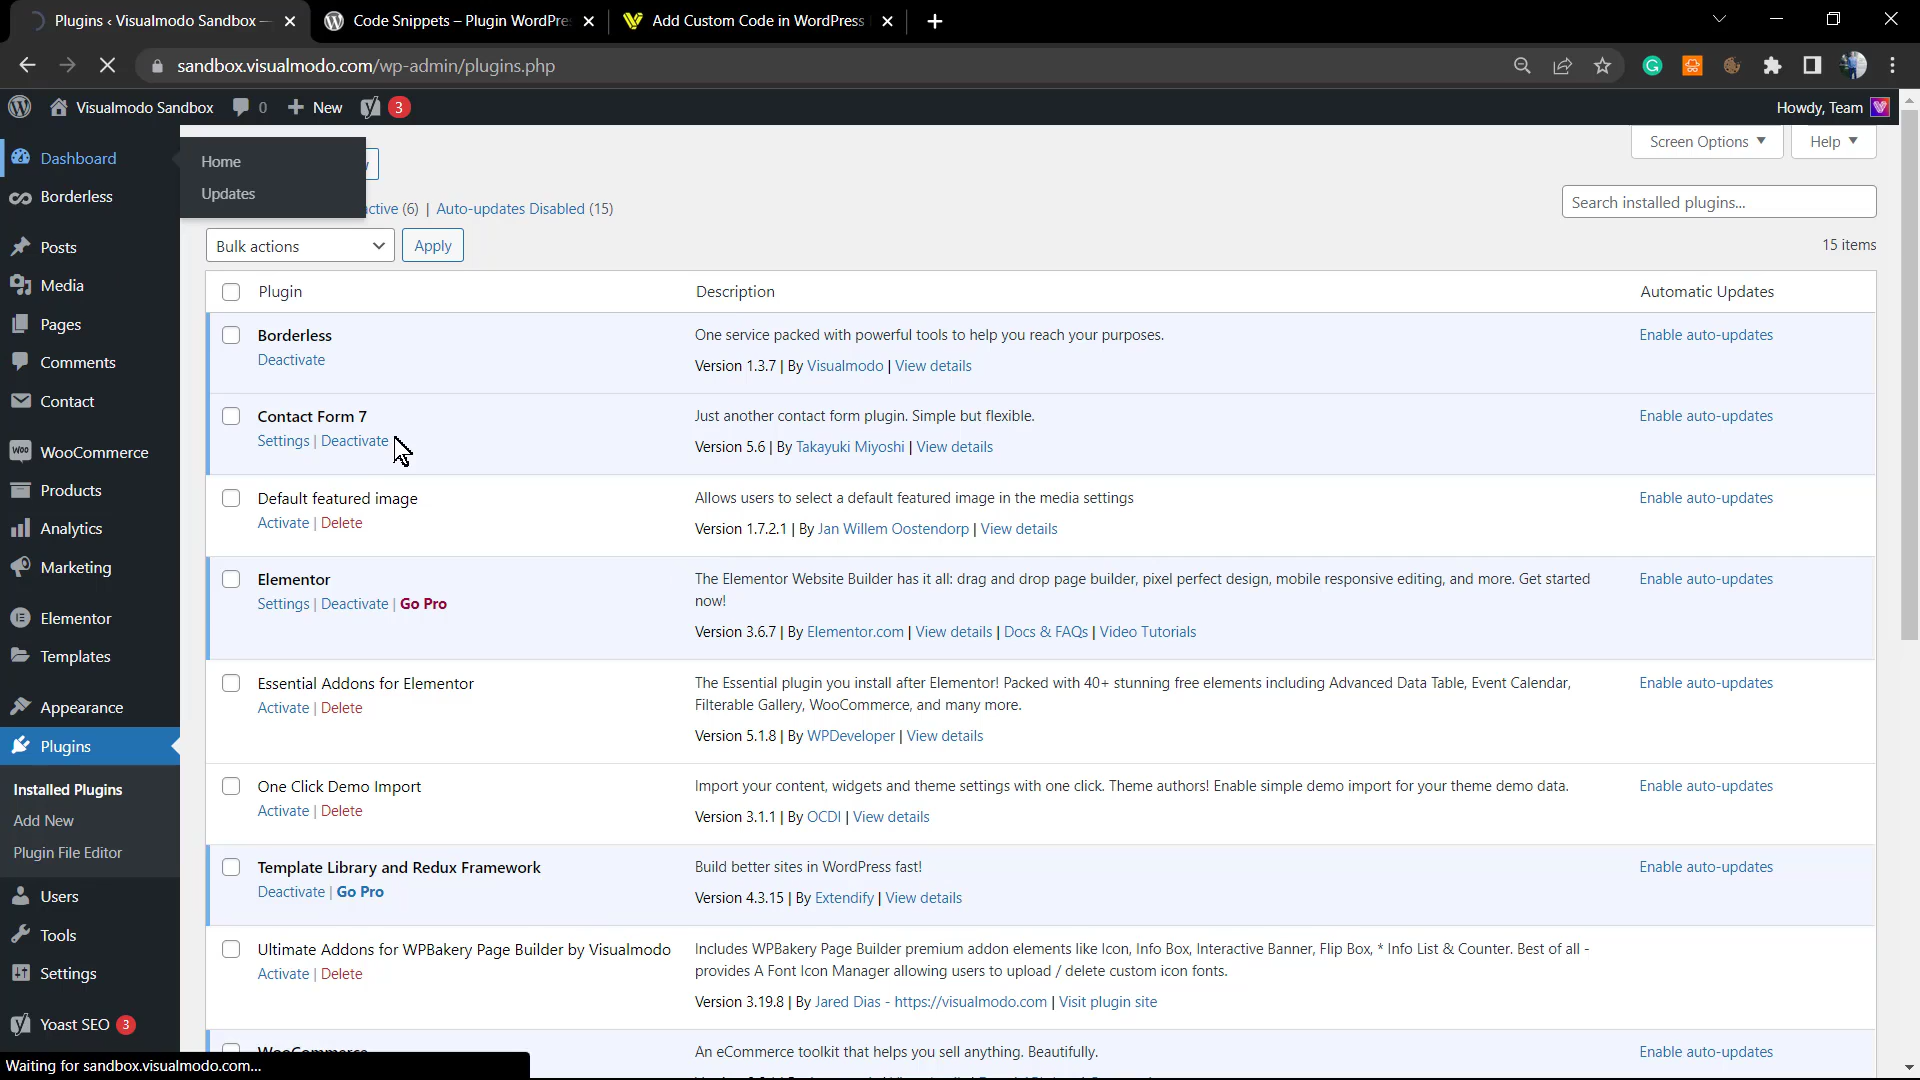 Plugins ‹ Visualmodo Sandbox —
Code Snippets – Plugin WordPre
Add Custom Code in WordPress
sandbox.visualmodo.com/wp-admin/plugins.php
Visualmodo Sandbox 0 New 3
Howdy, Team
Dashboard
Home
Updates
Borderless
Posts
Media
Pages
Comments
Contact
WooCommerce
Products
Analytics
Marketing
Elementor
Templates
Appearance
Plugins
Installed Plugins
Add New
Plugin File Editor
Users
Tools
Settings
Yoast SEO 3
Screen Options
Help
(6) | Auto-updates Disabled (15)
Search installed plugins...
Bulk actions
Apply
15 items
Plugin Description Automatic Updates
Borderless
Deactivate
One service packed with powerful tools to help you reach your purposes.
Version 1.3.7 | By Visualmodo | View details
Enable auto-updates
Contact Form 7
Settings | Deactivate
Just another contact form plugin. Simple but flexible.
Version 5.6 | By Takayuki Miyoshi | View details
Enable auto-updates
Default featured image
Activate | Delete
Allows users to select a default featured image in the media settings
Version 1.7.2.1 | By Jan Willem Oostendorp | View details
Enable auto-updates
Elementor
Settings | Deactivate | Go Pro
The Elementor Website Builder has it all: drag and drop page builder, pixel perfect design, mobile responsive editing, and more. Get started
now!
Version 3.6.7 | By Elementor.com | View details | Docs & FAQs | Video Tutorials
Enable auto-updates
Essential Addons for Elementor
Activate | Delete
The Essential plugin you install after Elementor! Packed with 40+ stunning free elements including Advanced Data Table, Event Calendar,
Filterable Gallery, WooCommerce, and many more.
Version 5.1.8 | By WPDeveloper | View details
Enable auto-updates
One Click Demo Import
Activate | Delete
Import your content, widgets and theme settings with one click. Theme authors! Enable simple demo import for your theme demo data.
Version 3.1.1 | By OCDI | View details
Enable auto-updates
Template Library and Redux Framework
Deactivate | Go Pro
Build better sites in WordPress fast!
Version 4.3.15 | By Extendify | View details
Enable auto-updates
Ultimate Addons for WPBakery Page Builder by Visualmodo
Activate | Delete
Includes WPBakery Page Builder premium addon elements like Icon, Info Box, Interactive Banner, Flip Box, * Info List & Counter. Best of all -
provides A Font Icon Manager allowing users to upload / delete custom icon fonts.
Version 3.19.8 | By Jared Dias - https://visualmodo.com | Visit plugin site
WooCommerce
An eCommerce toolkit that helps you sell anything. Beautifully.
Enable auto-updates
Waiting for sandbox.visualmodo.com...